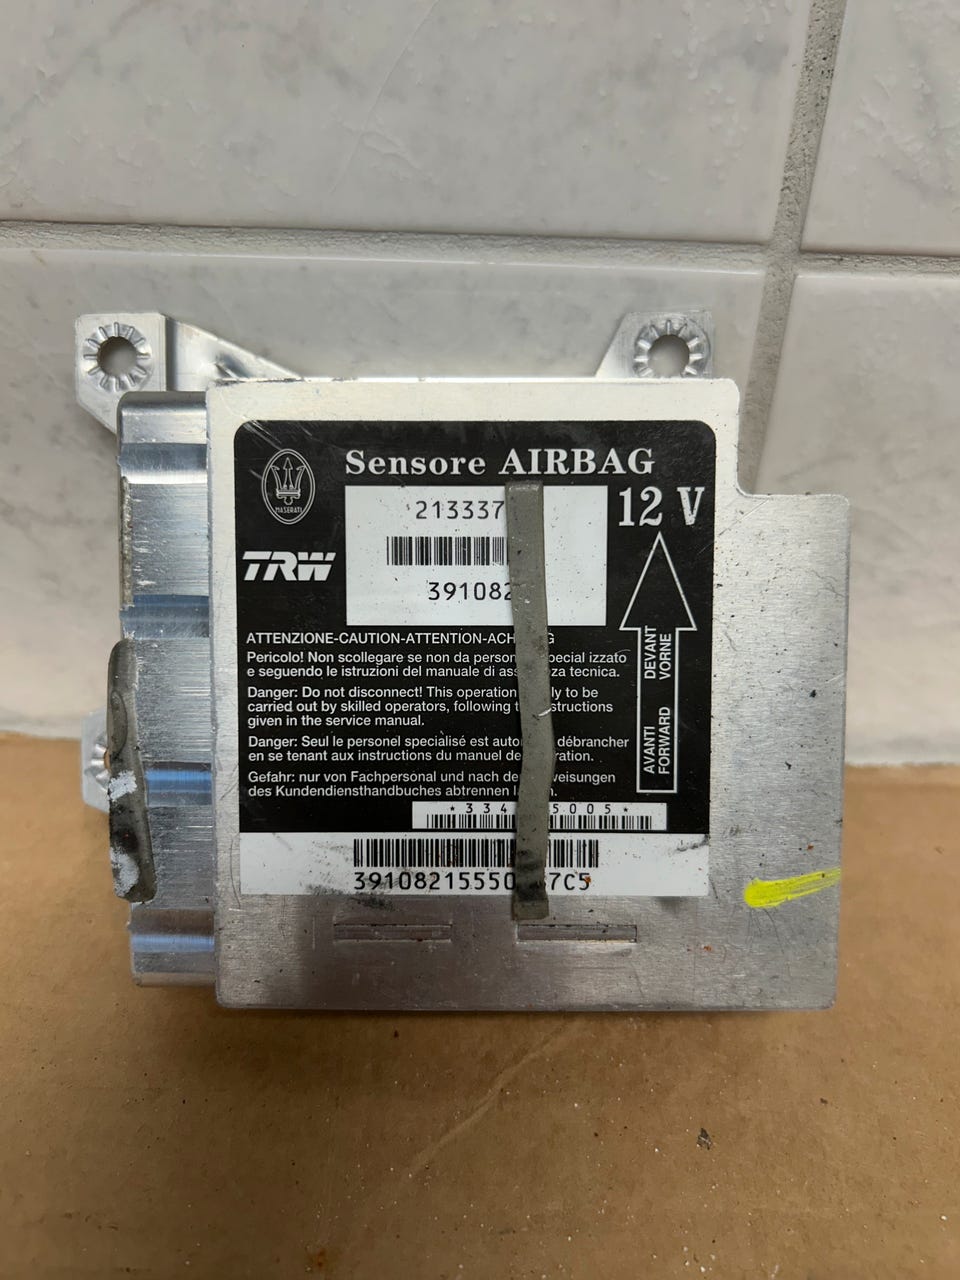 Sensore AIRBAG
MASERATI
213337
12 V
TRW
391082
ATTENZIONE-CAUTION-ATTENTION-ACH G
Pericolo! Non scollegare se non da person special izzato
e seguendo le istruzioni del manuale di ass za tecnica.
Danger: Do not disconnect! This operation ly to be
carried out by skilled operators, following t structions
given in the service manual.
Danger: Seul le personel specialisé est auto débrancher
en se tenant aux instructions du manuel de ration.
Gefahr: nur von Fachpersonal und nach de weisungen
des Kundendiensthandbuches abtrennen l n.
AVANTI DEVANT
FORWARD VORNE
*334 5005*
39108215550 7C5